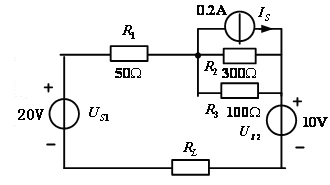 0.2A I_S
R_1
50Ω
R_2 300Ω
R_3 100Ω
+ +
20V U_S1
U_S2 10V
− −
R_L